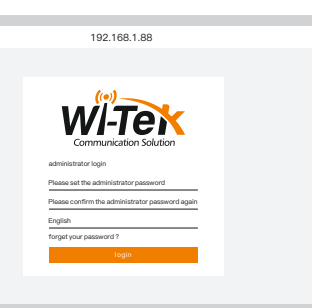 192.168.1.88
Wi-Tek
Communication Solution
administrator login
Please set the administrator password
Please confirm the administrator password again
English
forget your password ?
login